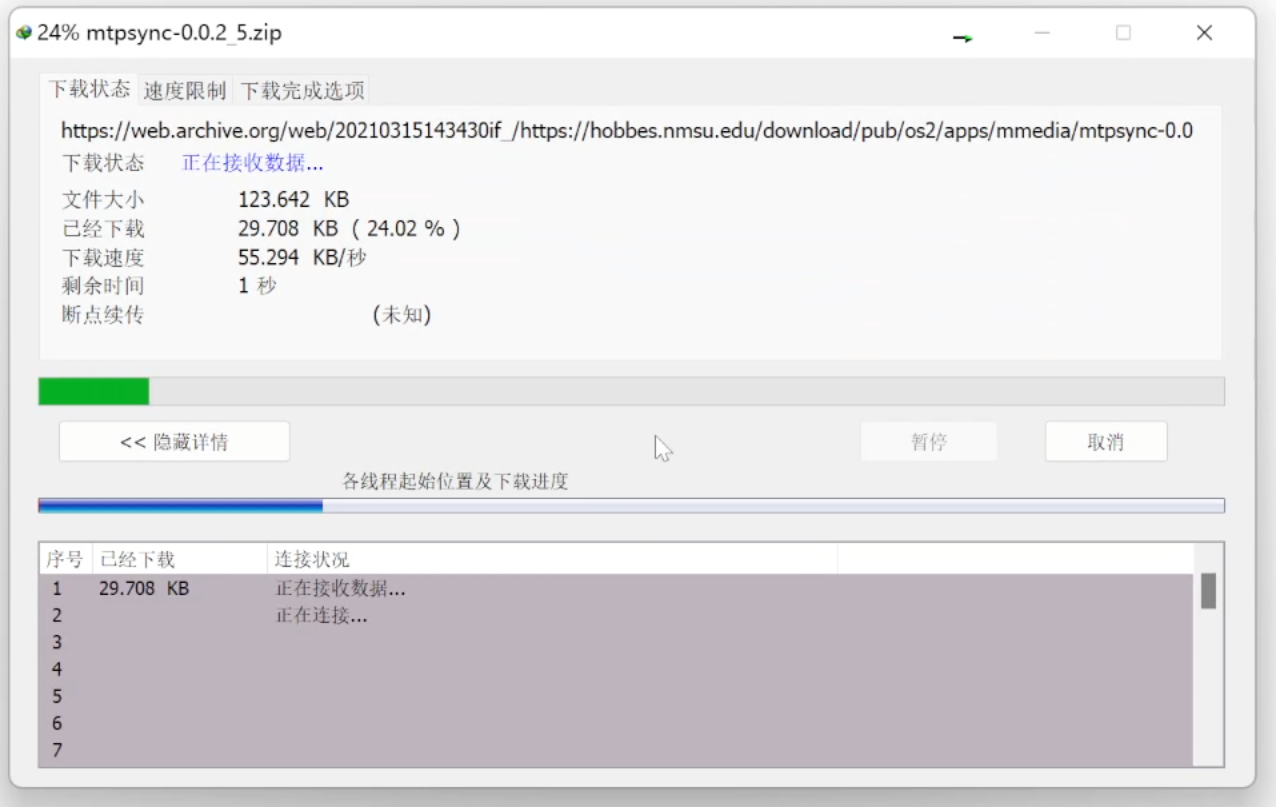 24% mtpsync-0.0.2_5.zip
下载状态 速度限制 下载完成选项
https://web.archive.org/web/20210315143430if_/https://hobbes.nmsu.edu/download/pub/os2/apps/mmedia/mtpsync-0.0
下载状态 正在接收数据...
文件大小 123.642 KB
已经下载 29.708 KB ( 24.02 % )
下载速度 55.294 KB/秒
剩余时间 1 秒
断点续传 (未知)
<< 隐藏详情 暂停 取消
各线程起始位置及下载进度
序号 已经下载 连接状况
1 29.708 KB 正在接收数据...
2 正在连接...
3
4
5
6
7